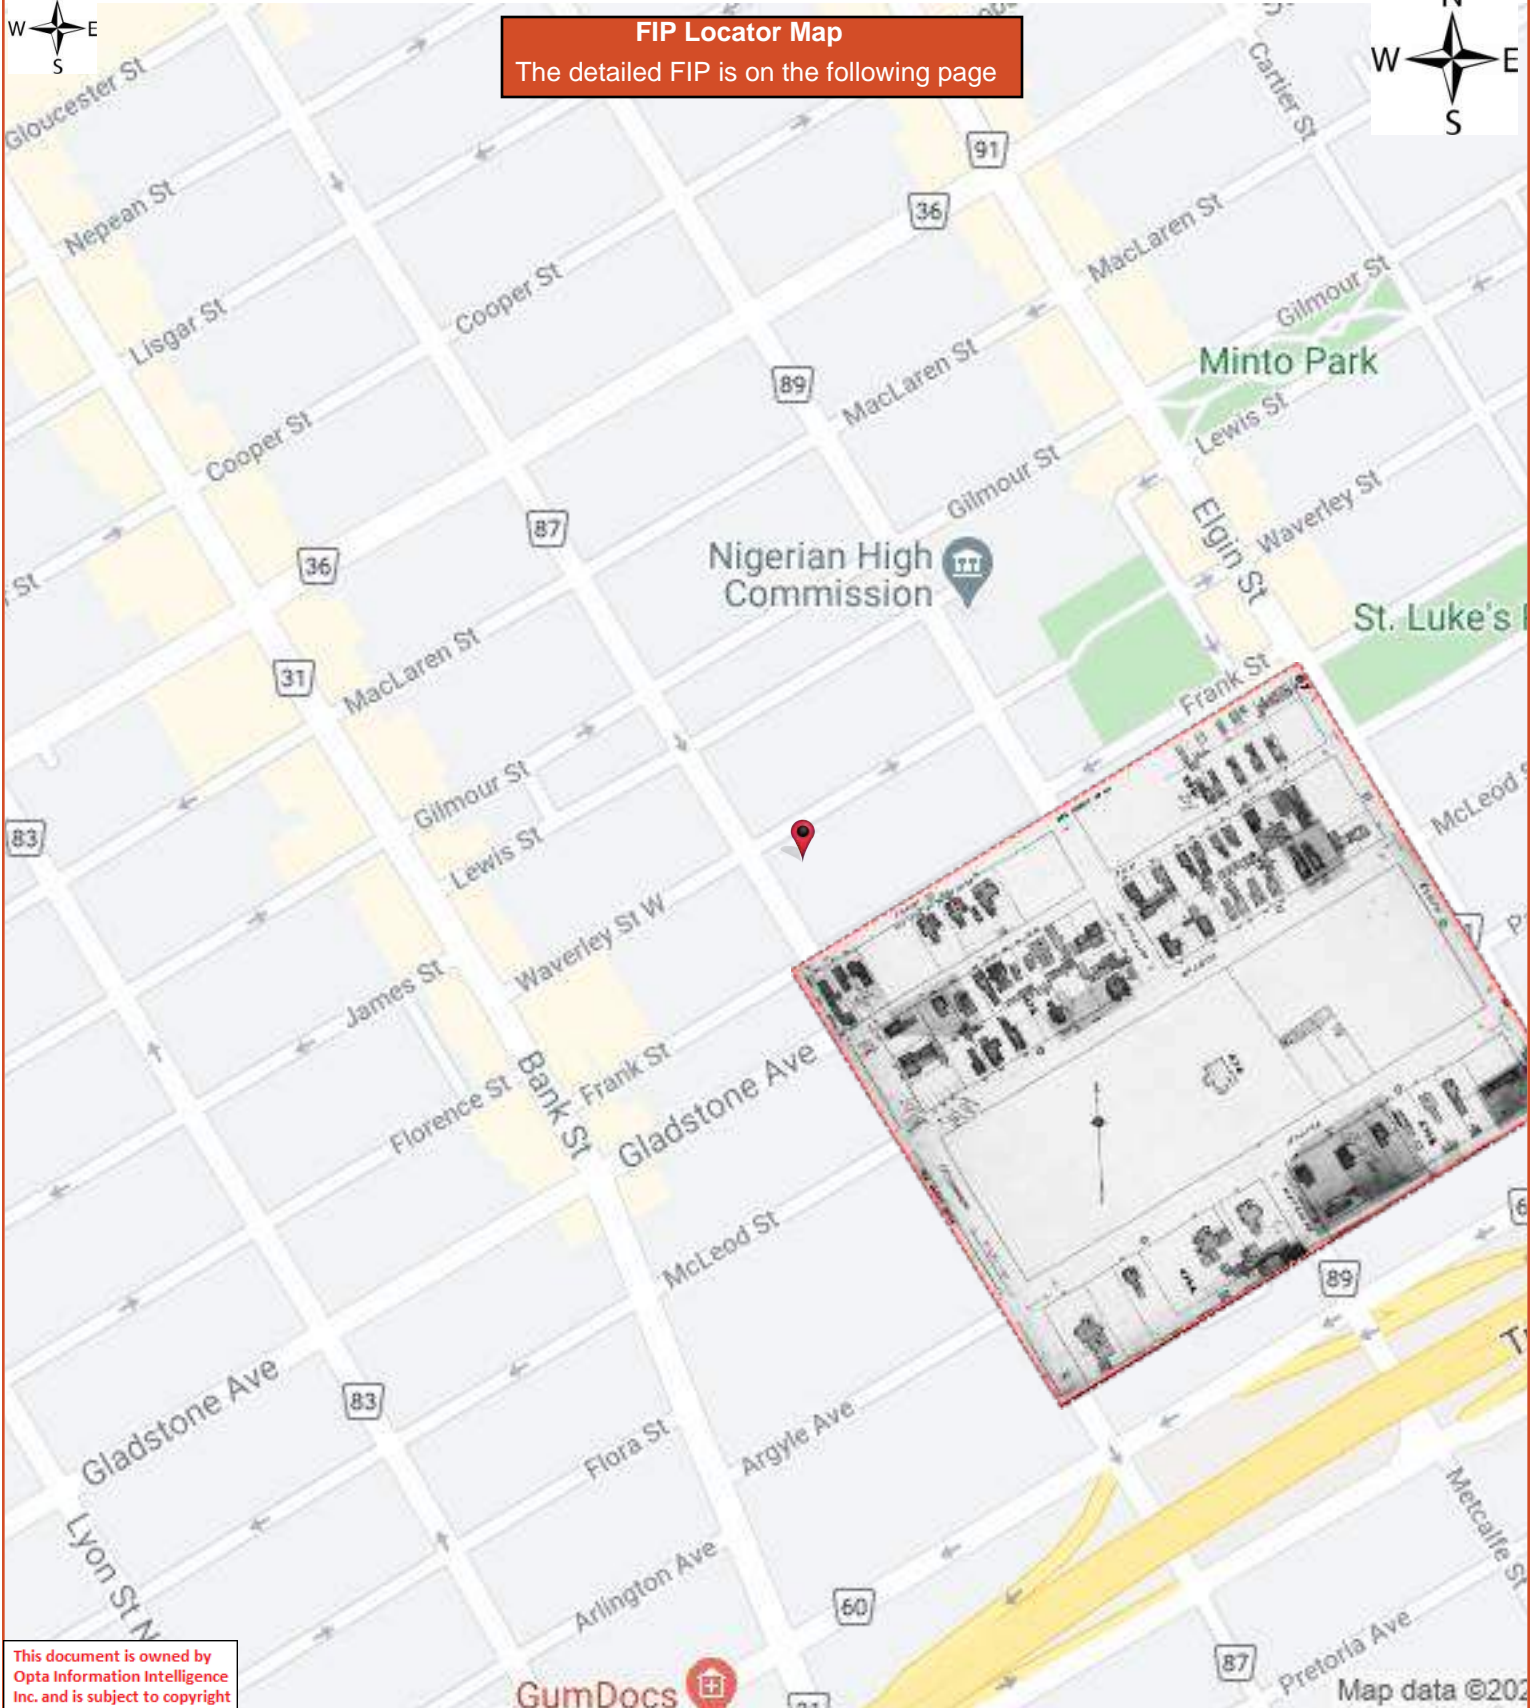 W
E
S
FIP Locator Map
The detailed FIP is on the following page
N
W
E
S
Gloucester St
Cartier St
91
Nepean St
36
MacLaren St
Cooper St
Gilmour St
Lisgar St
Minto Park
89
MacLaren St
Lewis St
Cooper St
Gilmour St
Waverley St
87
Elgin St
36
Nigerian High
Commission
St
St. Luke's
31
MacLaren St
Frank St
Gilmour St
McLeod
83
Lewis St
Waverley St W
James St
Bank St
Frank St
Gladstone Ave
Florence St
McLeod St
89
Gladstone Ave
83
Flora St
Argyle Ave
Metcalfe St
Lyon St N
Arlington Ave
60
This document is owned by
Opta Information Intelligence
Inc. and is subject to copyright
GumDocs
87
Pretoria Ave
Map data ©202